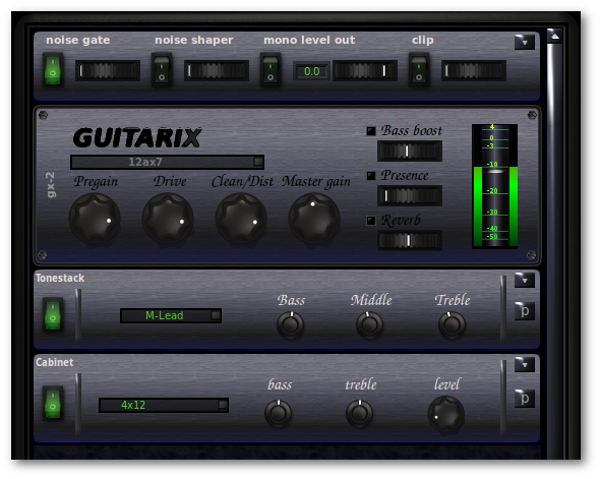 noise gate noise shaper mono level out clip
0.0
GUITARIX
12ax7
gx-2
Pregain Drive Clean/Dist Master gain
Bass boost
Presence
Reverb
4
0
-3
-10
-20
-30
-40
-50
Tonestack
M-Lead
Bass Middle Treble
p
Cabinet
4x12
bass treble level
p